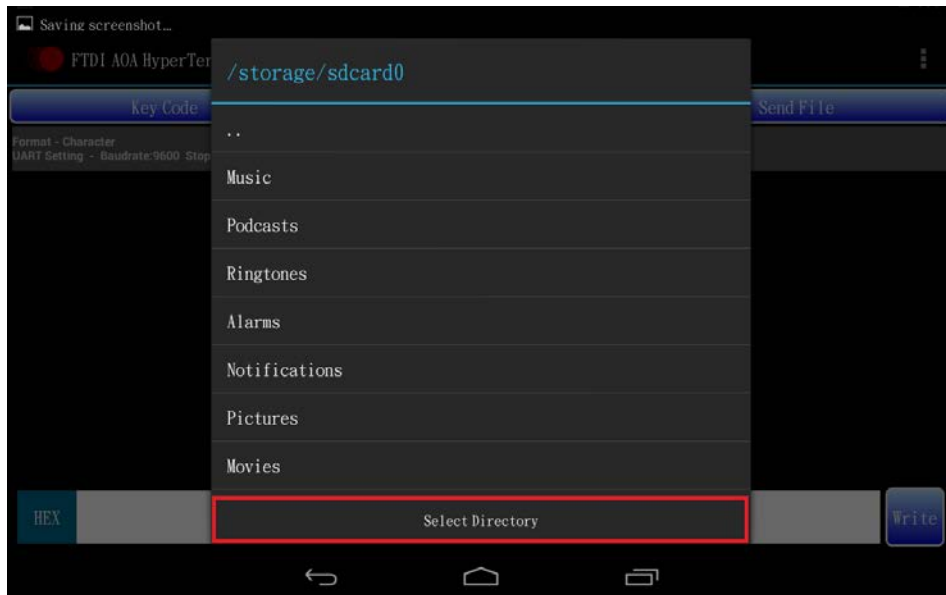 Saving screenshot…
FTDI AOA HyperTer
/storage/sdcard0
Key Code
Send File
Format - Character
UART Setting - Baudrate:9600 Stop
..
Music
Podcasts
Ringtones
Alarms
Notifications
Pictures
Movies
HEX
Select Directory
Write